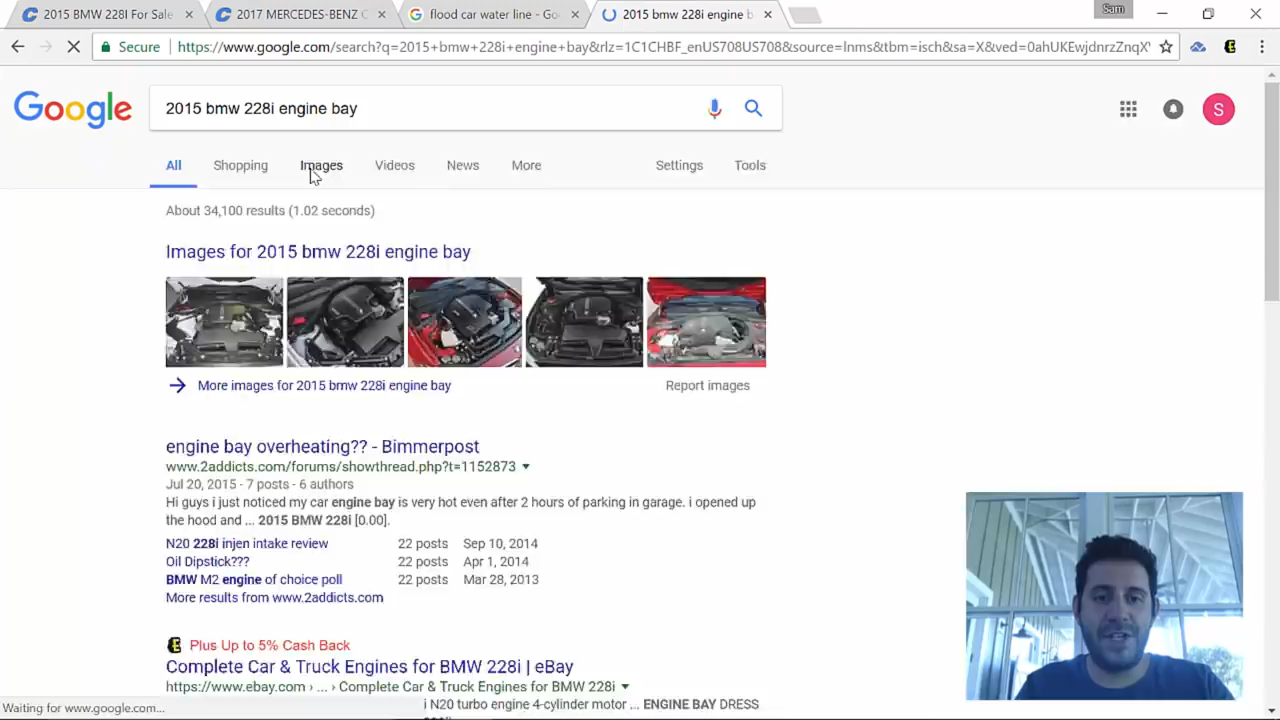 2015 BMW 228I For Sale
2017 MERCEDES-BENZ C
flood car water line - Go
2015 bmw 228i engine b
Sam
Secure
https://www.google.com/search?q=2015+bmw+228i+engine+bay&rlz=1C1CHBF_enUS708US708&source=lnms&tbm=isch&sa=X&ved=0ahUKEwjdnrzZnqX
Google
2015 bmw 228i engine bay
S
All
Shopping
Images
Videos
News
More
Settings
Tools
About 34,100 results (1.02 seconds)
Images for 2015 bmw 228i engine bay
More images for 2015 bmw 228i engine bay
Report images
engine bay overheating?? - Bimmerpost
www.2addicts.com/forums/showthread.php?t=1152873
Jul 20, 2015 - 7 posts - 6 authors
Hi guys i just noticed my car engine bay is very hot even after 2 hours of parking in garage. i opened up
the hood and ... 2015 BMW 228i [0.00].
N20 228i injen intake review 22 posts Sep 10, 2014
Oil Dipstick??? 22 posts Apr 1, 2014
BMW M2 engine of choice poll 22 posts Mar 28, 2013
More results from www.2addicts.com
Plus Up to 5% Cash Back
Complete Car & Truck Engines for BMW 228i | eBay
https://www.ebay.com › ... › Complete Car & Truck Engines for BMW 228i
i N20 turbo engine 4-cylinder motor ... ENGINE BAY DRESS
Waiting for www.google.com...